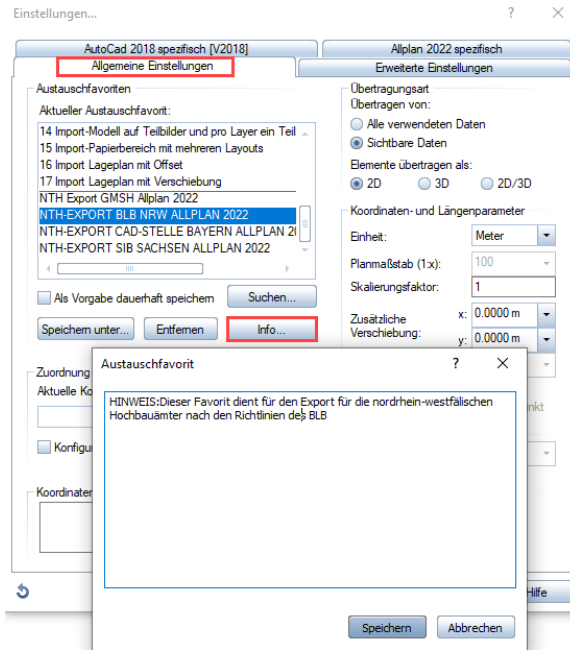 Einstellungen...
?
AutoCad 2018 spezifisch [V2018]
Allplan 2022 spezifisch
Allgemeine Einstellungen
Erweiterte Einstellungen
Austauschfavoriten
Aktueller Austauschfavorit:
14 Import-Modell auf Teilbilder und pro Layer ein Teil
15 Import-Papierbereich mit mehreren Layouts
16 Import Lageplan mit Offset
17 Import Lageplan mit Verschiebung
NTH Export GMSH Allplan 2022
NTH-EXPORT BLB NRW ALLPLAN 2022
NTH-EXPORT CAD-STELLE BAYERN ALLPLAN 20
NTH-EXPORT SIB SACHSEN ALLPLAN 2022
Als Vorgabe dauerhaft speichern
Suchen...
Speichern unter...
Entfernen
Info...
Übertragungsart
Übertragen von:
Alle verwendeten Daten
Sichtbare Daten
Elemente übertragen als:
2D
3D
2D/3D
Koordinaten- und Längenparameter
Einheit:
Meter
Planmaßstab (1:x):
100
Skalierungsfaktor:
1
Zusätzliche
Verschiebung:
x:
0.0000 m
y:
0.0000 m
Zuordnung
Aktuelle Ko
Konfigu
Koordinaten
nkt
Austauschfavorit
?
HINWEIS:Dieser Favorit dient für den Export für die nordrhein-westfälischen
Hochbauämter nach den Richtlinien des BLB
Speichern
Abbrechen
Hilfe